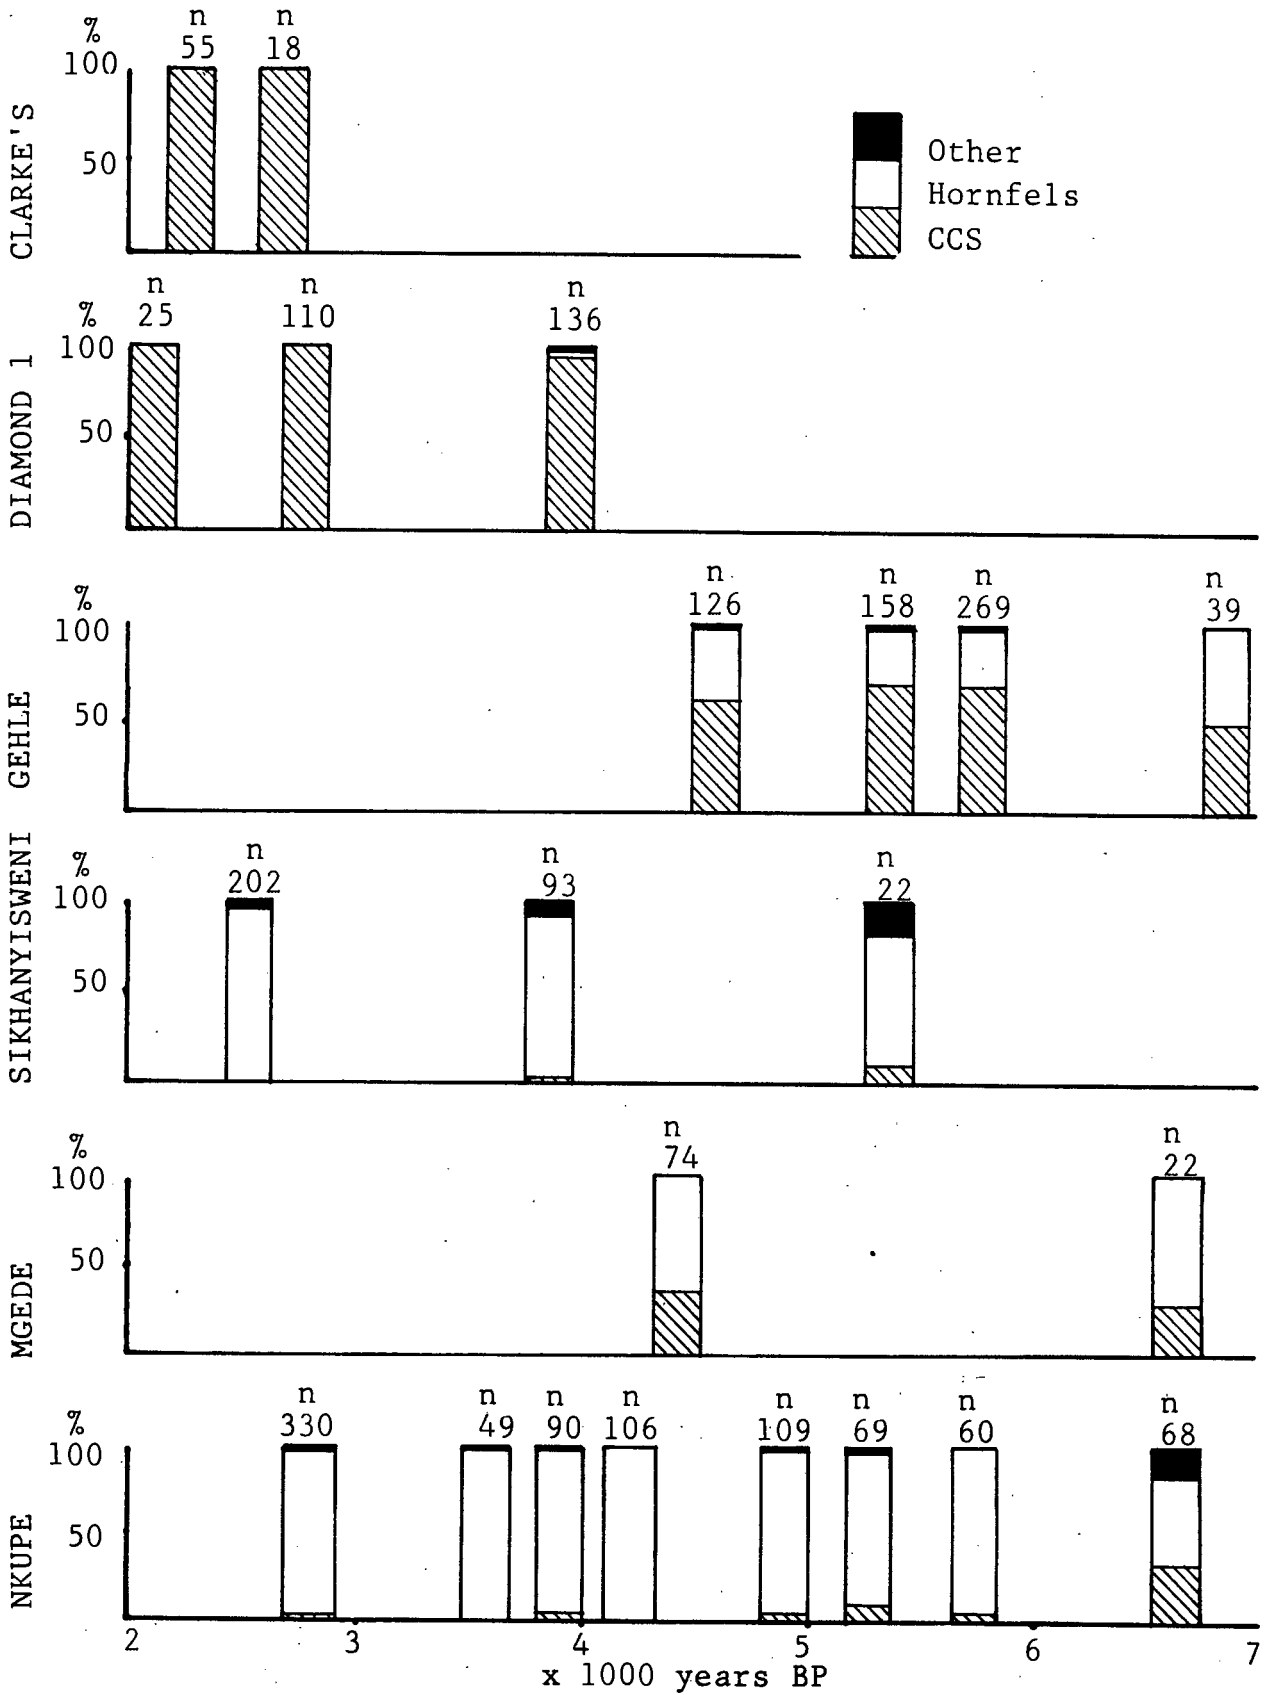 n n
% 55 18
100
50
CLARKE'S
Other
Hornfels
CCS
n n n
% 25 110 136
100
50
DIAMOND 1
n n n n
% 126 158 269 39
100
50
GEHLE
n n n
% 202 93 22
100
50
SIKHANYISWENI
n n
% 74 22
100
50
MGEDE
n n n n n n n n
% 330 49 90 106 109 69 60 68
100
50
NKUPE
2 3 4 5 6 7
x 1000 years BP